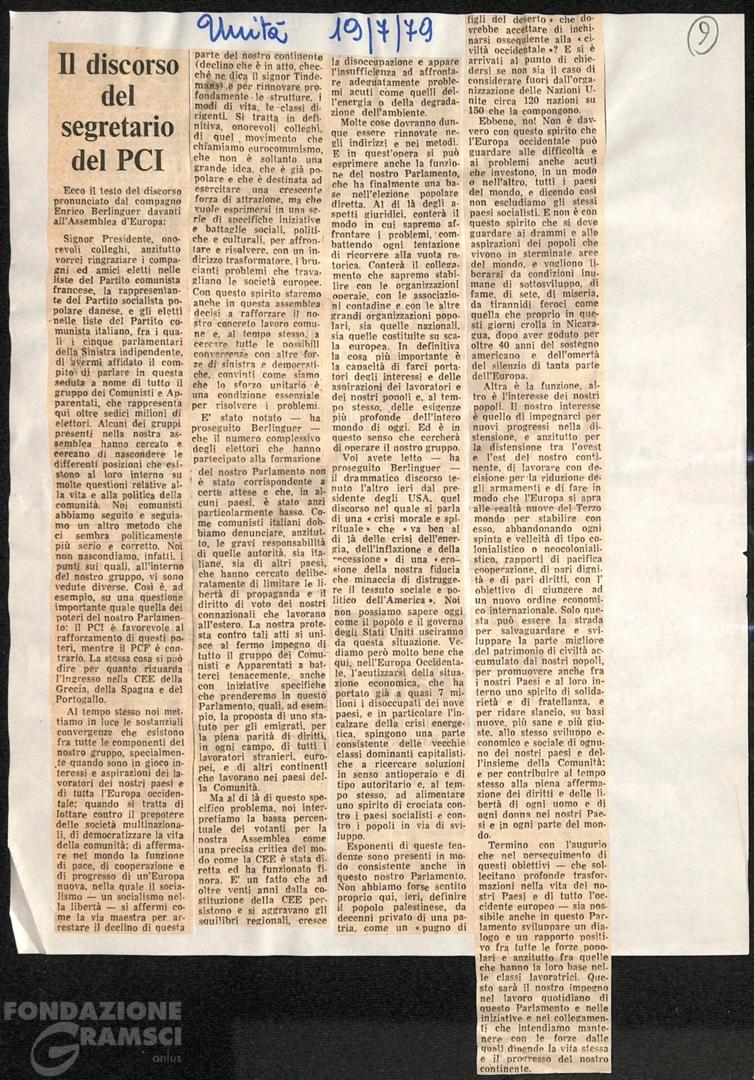 Unità 19/7/79
9
Il discorso
del
segretario
del PCI
Ecco il testo del discorso
pronunciato dal compagno
Enrico Berlinguer davanti
all'Assemblea d'Europa:
Signor Presidente, ono-
revoli colleghi, anzitutto
vorrei ringraziare i compa-
gni ed amici eletti nelle
liste del Partito comunista
francese, la rappresentan-
te del Partito socialista po-
polare danese, e gli eletti
nelle liste del Partito co-
munista italiano, fra i qua-
li i cinque parlamentari
della Sinistra indipendente,
di avermi affidato il com-
pito di parlare in questa
seduta a nome di tutto il
gruppo dei Comunisti e Ap-
parentati, che rappresenta
qui oltre sedici milioni di
elettori. Alcuni dei gruppi
presenti nella nostra as-
semblea hanno cercato e
cercano di nascondere le
differenti posizioni che esi-
stono al loro interno su
molte questioni relative al-
la vita e alla politica della
comunità. Noi comunisti
abbiamo seguito e seguia-
mo un altro metodo che
ci sembra politicamente
più serio e corretto. Noi
non nascondiamo, infatti, i
punti sui quali, all'interno
del nostro gruppo, vi sono
vedute diverse. Così è, ad
esempio, su una questione
importante quale quella dei
poteri del nostro Parlamen-
to: il PCI è favorevole al
rafforzamento di questi po-
teri, mentre il PCF è con-
trario. La stessa cosa si può
dire per quanto riguarda
l'ingresso nella CEE della
Grecia, della Spagna e del
Portogallo.
Al tempo stesso noi met-
tiamo in luce le sostanziali
convergenze che esistono
fra tutte le componenti del
nostro gruppo, specialmen-
te quando sono in gioco in-
teressi e aspirazioni dei la-
voratori dei nostri paesi e
di tutta l'Europa occiden-
tale; quando si tratta di
lottare contro il prepotere
delle società multinaziona-
li, di democratizzare la vita
della comunità: di afferma-
re nel mondo la funzione
di pace, di cooperazione e
di progresso di un'Europa
nuova, nella quale il socia-
lismo — un socialismo nel-
la libertà — si affermi co-
me la via maestra per ar-
restare il declino di questa
parte del nostro continente
(declino che è in atto, chec-
ché ne dica il signor Tinde-
mans) e per rinnovare pro-
fondamente le strutture, i
modi di vita, le classi di-
rigenti. Si tratta in defi-
nitiva, onorevoli colleghi,
di quel movimento che
chiamiamo eurocomunismo,
che non è soltanto una
grande idea, che è già po-
polare e che è destinata ad
esercitare una crescente
forza di attrazione, ma che
vuole esprimersi in una se-
rie di specifiche iniziative
e battaglie sociali, politi-
che e culturali, per affron-
tare e risolvere, con un in-
dirizzo trasformatore, i bru-
cianti problemi che trava-
gliano le società europee.
Con questo spirito staremo
anche in questa assemblea
decisi a rafforzare il no-
stro concreto lavoro comu-
ne e, al tempo stesso, a
cercare tutte le possibili
convergenze con altre for-
ze di sinistra e democrati-
che, convinti come siamo
che lo sforzo unitario è
una condizione essenziale
per risolvere i problemi.
E' stato notato — ha
proseguito Berlinguer —
che il numero complessivo
degli elettori che hanno
partecipato alla formazione
del nostro Parlamento non
è stato corrispondente a
certe attese e che, in al-
cuni paesi, è stato anzi
particolarmente basso. Co-
me comunisti italiani dob-
biamo denunciare, anzitut-
to, le gravi responsabilità
di quelle autorità, sia ita-
liane, sia di altri paesi,
che hanno cercato delibe-
ratamente di limitare le li-
bertà di propaganda e il
diritto di voto dei nostri
connazionali che lavorano
all'estero. La nostra prote-
sta contro tali atti si uni-
sce al fermo impegno di
tutto il gruppo dei Comu-
nisti e Apparentati a bat-
terci tenacemente, anche
con iniziative specifiche
che prenderemo in questo
Parlamento, quali, ad esem-
pio, la proposta di uno sta-
tuto per gli emigrati, per
la piena parità di diritti,
in ogni campo, di tutti i
lavoratori stranieri, euro-
pei, e di altri continenti
che lavorano nei paesi del-
la Comunità.
Ma al di là di questo spe-
cifico problema, noi inter-
pretiamo la bassa percen-
tuale dei votanti per la
nostra Assemblea come
una precisa critica del mo-
do come la CEE è stata di-
retta ed ha funzionato fi-
nora. E' un fatto che ad
oltre venti anni dalla co-
stituzione della CEE per-
sistono e si aggravano gli
squilibri regionali, cresce
la disoccupazione e appare
l'insufficienza ad affronta-
re adeguatamente proble-
mi acuti come quelli del-
l'energia o della degrada-
zione dell'ambiente.
Molte cose dovranno dun-
que essere rinnovate ne-
gli indirizzi e nei metodi.
E in quest'opera si può
esprimere anche la funzio-
ne del nostro Parlamento,
che ha finalmente una ba-
se nell'elezione popolare
diretta. Al di là degli a-
spetti giuridici, conterà il
modo in cui sapremo af-
frontare i problemi, com-
battendo ogni tentazione
di ricorrere alla vuota re-
torica. Conterà il collega-
mento che sapremo stabi-
lire con le organizzazioni
operaie, con le associazio-
ni contadine e con le altre
grandi organizzazioni popo-
lari, sia quelle nazionali,
sia quelle costituite su sca-
la europea. In definitiva
la cosa più importante è
la capacità di farci porta-
tori degli interessi e delle
aspirazioni dei lavoratori e
dei nostri popoli e, al tem-
po stesso, delle esigenze
più profonde dell'intero
mondo di oggi. Ed è in
questo senso che cercherà
di operare il nostro gruppo.
Voi avete letto — ha
proseguito Berlinguer —
il drammatico discorso te-
nuto l'altro ieri dal presi-
dente degli USA, quel
discorso nel quale si parla
di una « crisi morale e spi-
rituale » che « va ben al
di là delle crisi dell'ener-
gia, dell'inflazione e della
recessione » di una « ero-
sione della nostra fiducia
che minaccia di distrugge-
re il tessuto sociale e po-
litico dell'America ». Noi
non possiamo sapere oggi
come il popolo e il governo
degli Stati Uniti usciranno
da questa situazione. Ve-
diamo però molto bene che
qui, nell'Europa Occidenta-
le, l'acutizzarsi della situa-
zione economica, che ha
portato già a quasi 7 mi-
lioni i disoccupati dei nove
paesi, e in particolare l'in-
calzare della crisi energe-
tica, spingono una parte
consistente delle vecchie
classi dominanti capitalisti-
che a ricercare soluzioni
in senso antioperaio e di
tipo autoritario e, al tem-
po stesso, ad alimentare
uno spirito di crociata con-
tro i paesi socialisti e con-
tro i popoli in via di svi-
luppo.
Esponenti di queste ten-
denze sono presenti in mo-
do consistente anche in
questo nostro Parlamento.
Non abbiamo forse sentito
proprio qui, ieri, definire
il popolo palestinese, da
decenni privato di una pa-
tria, come un « pugno di
figli del deserto » che do-
vrebbe accettare di inchi-
narsi ossequiente alla « ci-
viltà occidentale »? E si è
arrivati al punto di chie-
dersi se non sia il caso di
considerare fuori dall'orga-
nizzazione delle Nazioni U-
nite circa 120 nazioni su
150 che la compongono.
Ebbene, no! Non è dav-
vero con questo spirito che
l'Europa occidentale può
guardare alle difficoltà e
ai problemi anche acuti
che investono, in un modo
o nell'altro, tutti i paesi
del mondo, e dicendo così
non escludiamo gli stessi
paesi socialisti. E non è con
questo spirito che si deve
guardare ai drammi e alle
aspirazioni dei popoli che
vivono in sterminate aree
del mondo, e vogliono li-
berarsi da condizioni inu-
mane di sottosviluppo, di
fame, di sete, di miseria,
da tirannidi feroci come
quella che proprio in que-
sti giorni crolla in Nicara-
gua, dopo aver goduto per
oltre 40 anni del sostegno
americano e dell'omertà
del silenzio di tanta parte
dell'Europa.
Altra è la funzione, al-
tro è l'interesse dei nostri
popoli. Il nostro interesse
è quello di impegnarci per
nuovi progressi nella di-
stensione, e anzitutto per
la distensione tra l'ovest
e l'est del nostro conti-
nente, di lavorare con de-
cisione per la riduzione de-
gli armamenti e di far in
modo che l'Europa si apra
alle realtà nuove del Terzo
mondo per stabilire con
esso, abbandonando ogni
spinta e velleità di tipo co-
lonialistico e neocoloniali-
stico, rapporti di pacifica
cooperazione, di pari digni-
tà e di pari diritti, con l'
obiettivo di giungere ad
un nuovo ordine economi-
co internazionale. Solo que-
sta può essere la strada
per salvaguardare e svi-
luppare la parte migliore
del patrimonio di civiltà ac-
cumulato dai nostri popoli,
per promuovere anche fra
i nostri Paesi e al loro in-
terno uno spirito di solida-
rietà e di fratellanza, e
per ridare slancio, su basi
nuove, più sane e più giu-
ste, allo stesso sviluppo e-
conomico e sociale di ognu-
no dei nostri paesi e del-
l'insieme della Comunità;
e per contribuire al tempo
stesso alla piena afferma-
zione dei diritti e delle li-
bertà di ogni uomo e di
ogni donna nei nostri Pae-
si e in ogni parte del mon-
do.
Termino con l'augurio
che nel perseguimento di
questi obiettivi — che sol-
lecitano profonde trasfor-
mazioni nella vita dei no-
stri Paesi e di tutto l'oc-
cidente europeo — sia pos-
sibile anche in questo Par-
lamento sviluppare un dia-
logo e un rapporto positi-
vo fra tutte le forze popo-
lari e anzitutto fra quelle
che hanno la loro base nel-
le classi lavoratrici. Que-
sto sarà il nostro impegno
nel lavoro quotidiano di
questo Parlamento e nelle
iniziative e nei collegamen-
ti che intendiamo mante-
nere con le forze dalle
quali dipende la vita stessa
e il progresso del nostro
continente.
FONDAZIONE
GRAMSCI
onlus